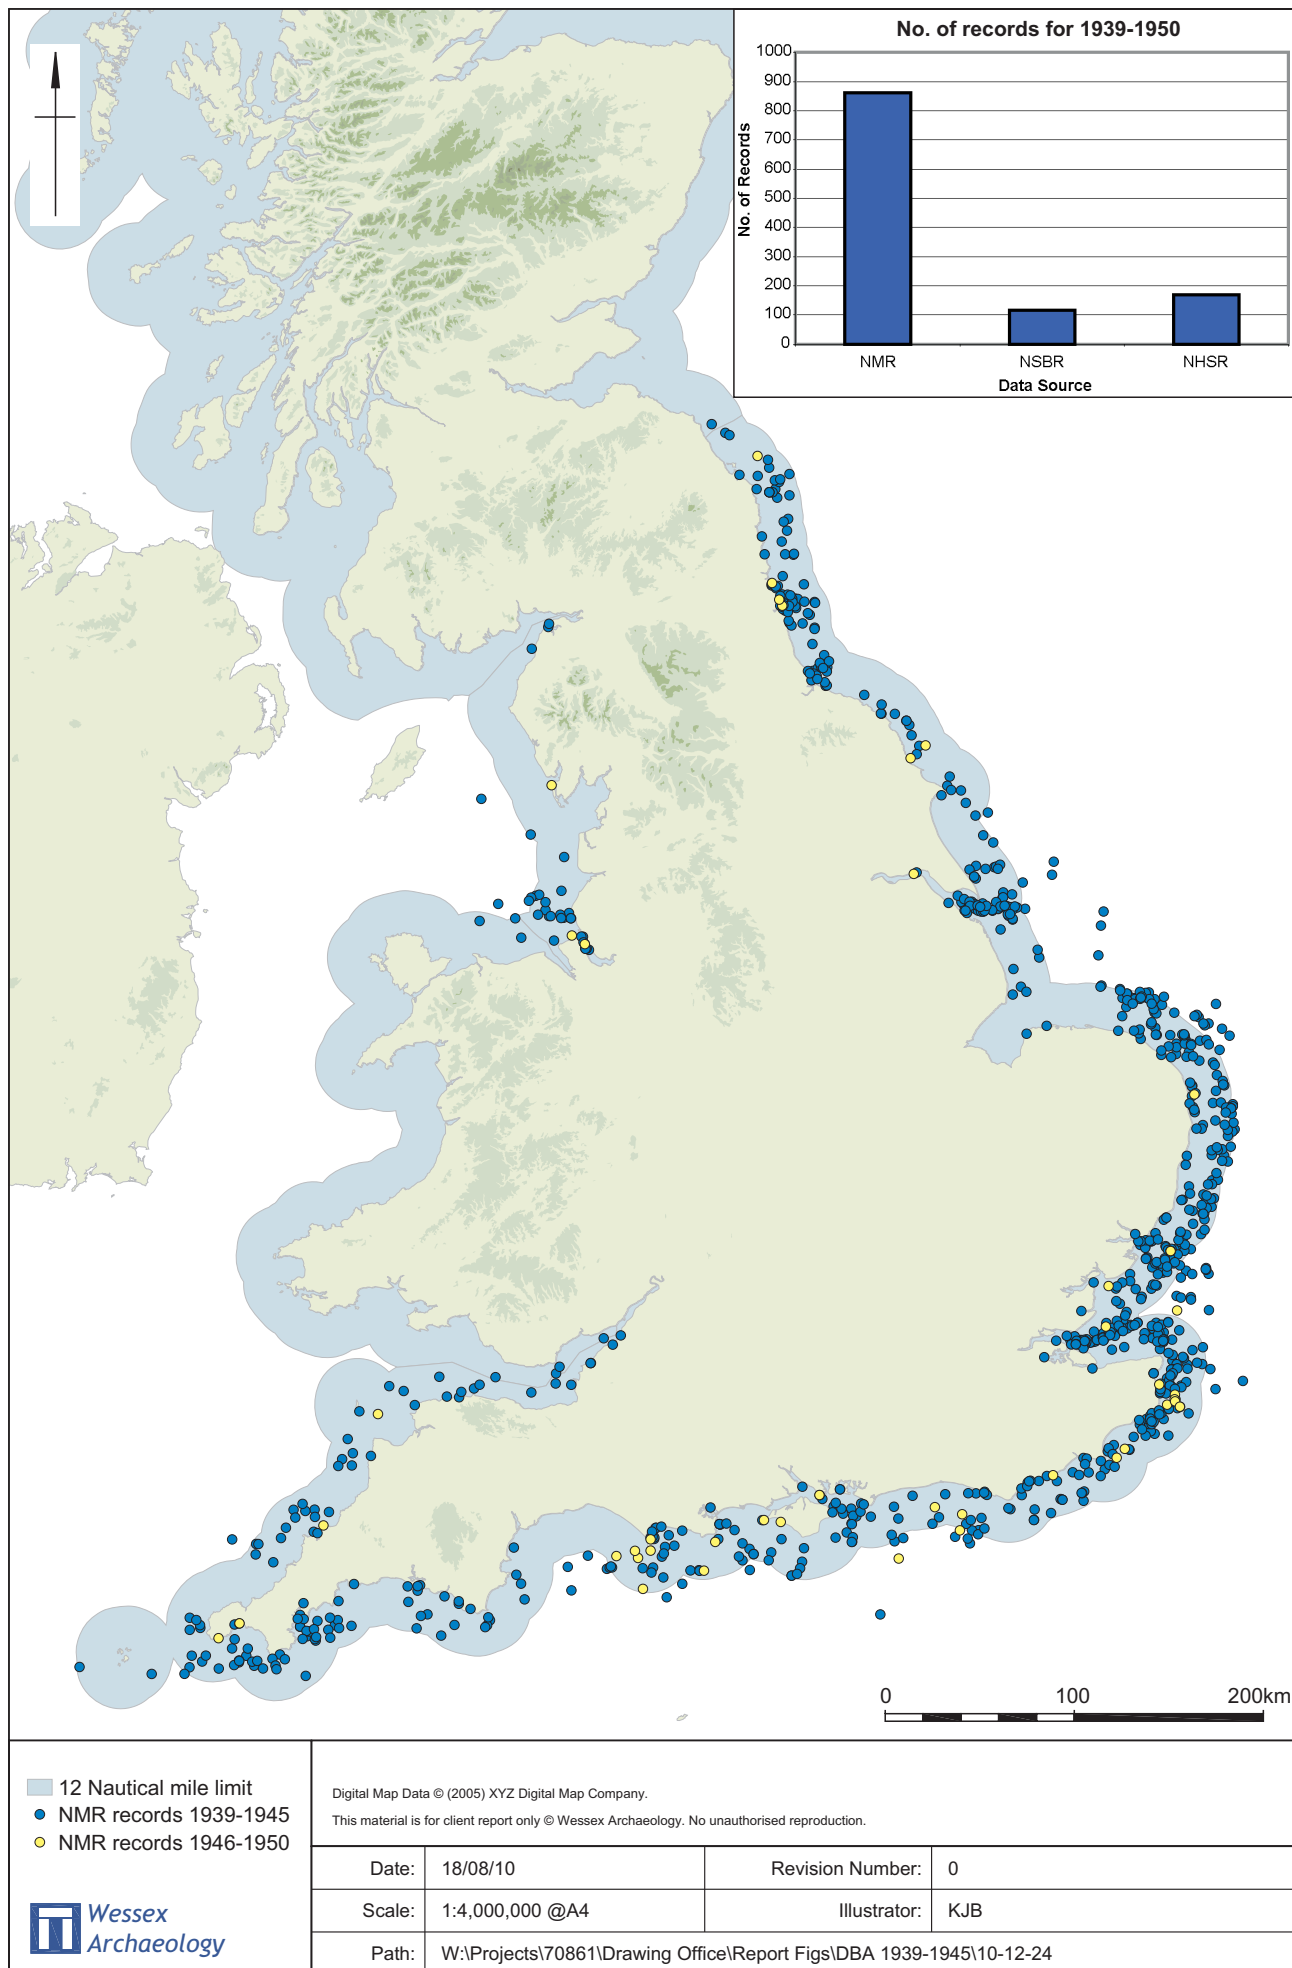 No. of records for 1939-1950
1000
900
800
700
600
500
400
300
200
100
0
No. of Records
NMR
NSBR
NHSR
Data Source
0
100
200km
12 Nautical mile limit
NMR records 1939-1945
NMR records 1946-1950
Wessex
Archaeology
Digital Map Data © (2005) XYZ Digital Map Company.
This material is for client report only © Wessex Archaeology. No unauthorised reproduction.
Date: 18/08/10 Revision Number: 0
Scale: 1:4,000,000 @A4 Illustrator: KJB
Path: W:\Projects\70861\Drawing Office\Report Figs\DBA 1939-1945\10-12-24